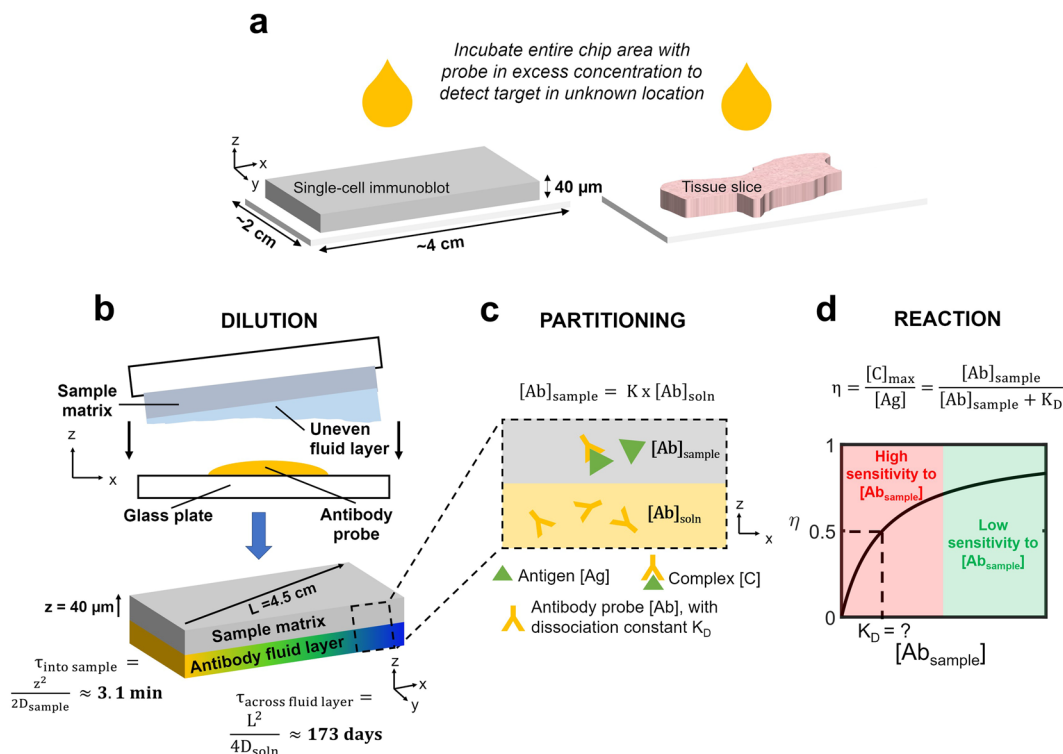 a
Incubate entire chip area with
probe in excess concentration to
detect target in unknown location
z
x
y
Single-cell immunoblot
40 μm
~2 cm
~4 cm
Tissue slice
b
DILUTION
Sample
matrix
Uneven
fluid layer
z
x
Glass plate
Antibody
probe
z = 40 μm
L =4.5 cm
Sample matrix
Antibody fluid layer
τinto sample =
z²
2Dsample
≈ 3.1 min
τacross fluid layer =
L²
4Dsoln
≈ 173 days
z
x
y
c
PARTITIONING
[Ab]sample = K x [Ab]soln
[Ab]sample
[Ab]soln
z
x
Antigen [Ag]
Complex [C]
Antibody probe [Ab], with
dissociation constant KD
d
REACTION
η = [C]max / [Ag] = [Ab]sample / [Ab]sample + KD
1
High
sensitivity to
[Absample]
η
0.5
Low
sensitivity to
[Absample]
0
KD = ?
[Absample]